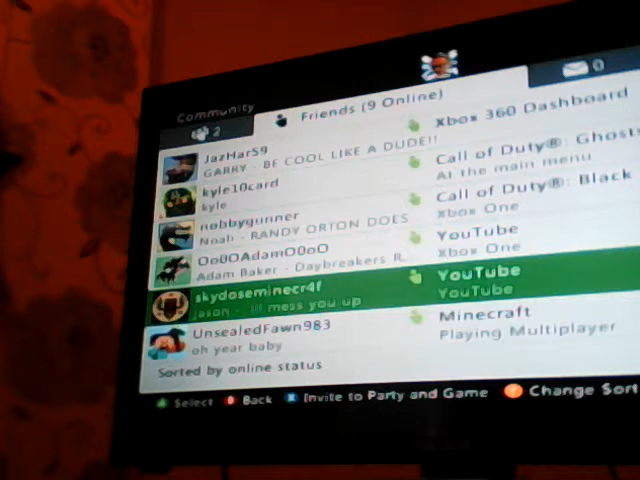 Community
2
Friends (9 Online)
0
JazHar59
GARRY - BE COOL LIKE A DUDE!!
Xbox 360 Dashboard
kyle10card
kyle
Call of Duty®: Ghosts
At the main menu
nobbygunner
Noah - RANDY ORTON DOES
Call of Duty®: Black
Xbox One
Oo0OAdamO0oO
Adam Baker - Daybreakers R
YouTube
Xbox One
skydoseminecr4f
jason - ill mess you up
YouTube
YouTube
UnsealedFawn983
oh year baby
Minecraft
Playing Multiplayer
Sorted by online status
A Select B Back X Invite to Party and Game Y Change Sort